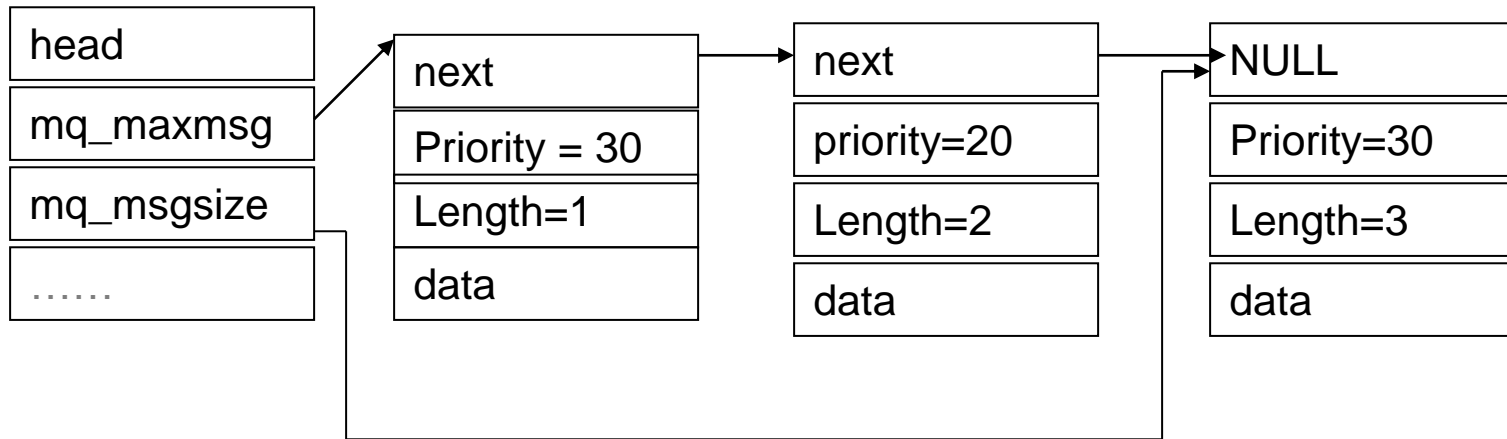 head
mq_maxmsg
mq_msgsize
……
next
Priority = 30
Length=1
data
next
priority=20
Length=2
data
NULL
Priority=30
Length=3
data